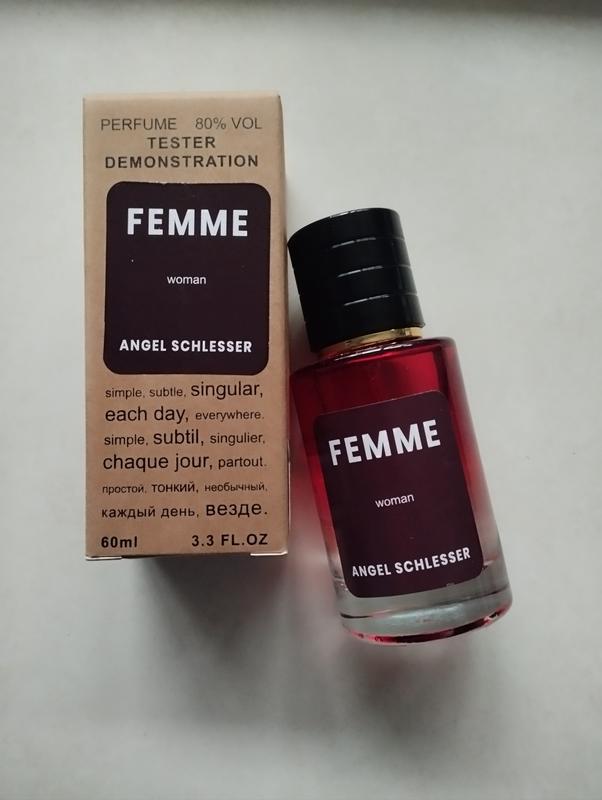 PERFUME 80% VOL
TESTER
DEMONSTRATION
FEMME
woman
ANGEL SCHLESSER
simple, subtle, singular,
each day, everywhere.
simple, subtil, singulier,
chaque jour, partout.
простой, тонкий, необычный,
каждый день, везде.
60ml 3.3 FL.OZ
FEMME
woman
ANGEL SCHLESSER